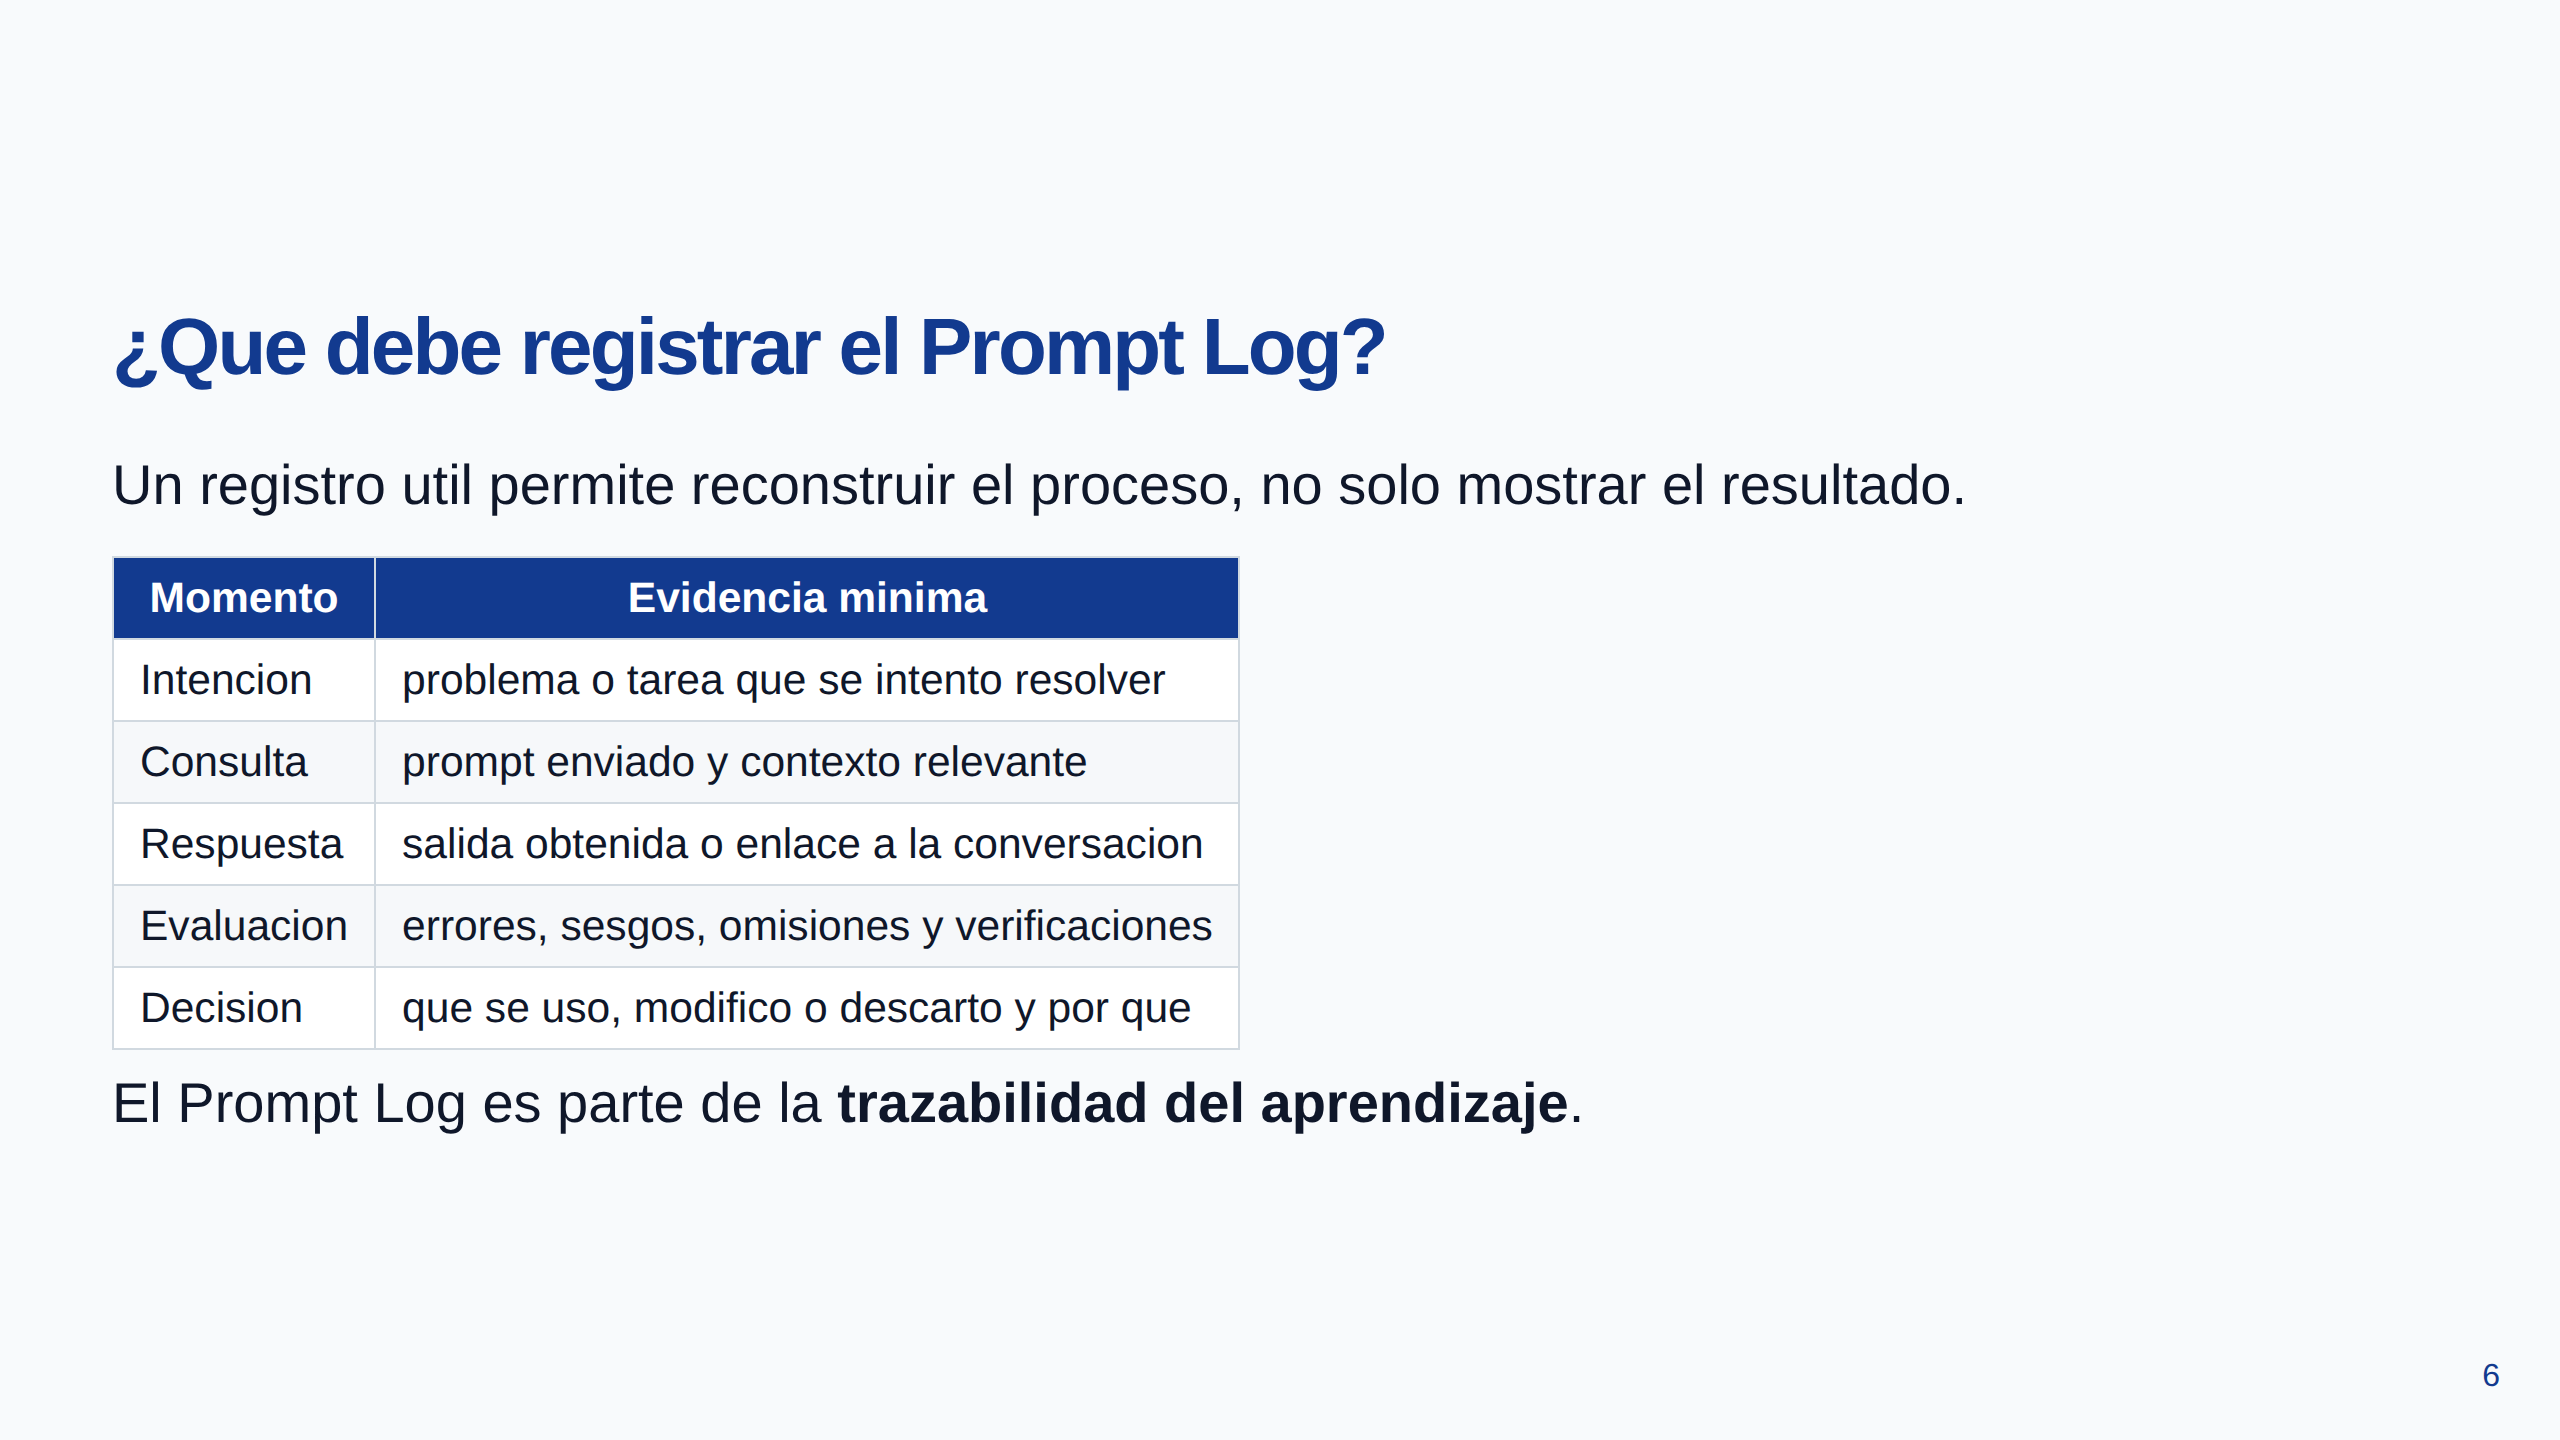 ¿Que debe registrar el Prompt Log?
Un registro util permite reconstruir el proceso, no solo mostrar el resultado.
Momento Evidencia minima
Intencion problema o tarea que se intento resolver
Consulta prompt enviado y contexto relevante
Respuesta salida obtenida o enlace a la conversacion
Evaluacion errores, sesgos, omisiones y verificaciones
Decision que se uso, modifico o descarto y por que
El Prompt Log es parte de la trazabilidad del aprendizaje.
6